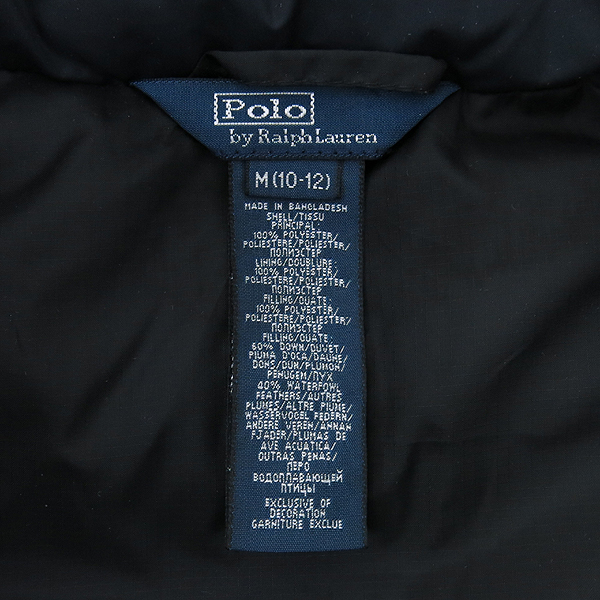 Polo
by Ralph Lauren
M (10-12)
MADE IN BANGLADESH
SHELL/TISSU
PRINCIPAL:
100% POLYESTER/
POLIESTERE/POLIESTER/
ПОЛИЭСТЕР
LINING/DOUBLURE:
100% POLYESTER/
POLIESTERE/POLIESTER/
ПОЛИЭСТЕР
FILLING/OUATE:
100% POLYESTER/
POLIESTERE/POLIESTER/
ПОЛИЭСТЕР
FILLING/OUATE:
60% DOWN/DUVET/
PIUMA D'OCA/DAUNE/
DONS/DUN/PLUMON/
PENUGEM/ПУХ
40% WATERFOWL
FEATHERS/AUTRES
PLUMES/ALTRE PIUME/
WASSERVOGEL FEDERN/
ANDERE VEREN/ANNAN
FJADER/PLUMAS DE
AVE ACUATICA/
OUTRAS PENAS/
ПЕРО
ВОДОПЛАВАЮЩЕЙ
ПТИЦЫ
EXCLUSIVE OF
DECORATION
GARNITURE EXCLUE